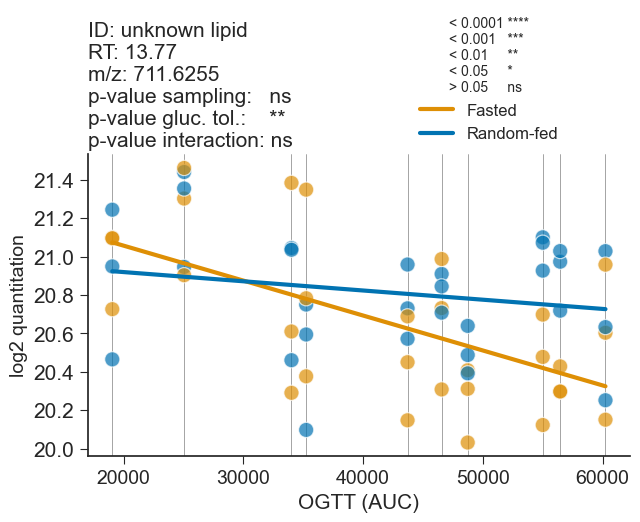 ID: unknown lipid
RT: 13.77
m/z: 711.6255
p-value sampling: ns
p-value gluc. tol.: **
p-value interaction: ns
< 0.0001 ****
< 0.001 ***
< 0.01 **
< 0.05 *
> 0.05 ns
Fasted
Random-fed
log2 quantitation
21.4
21.2
21.0
20.8
20.6
20.4
20.2
20.0
20000 30000 40000 50000 60000
OGTT (AUC)